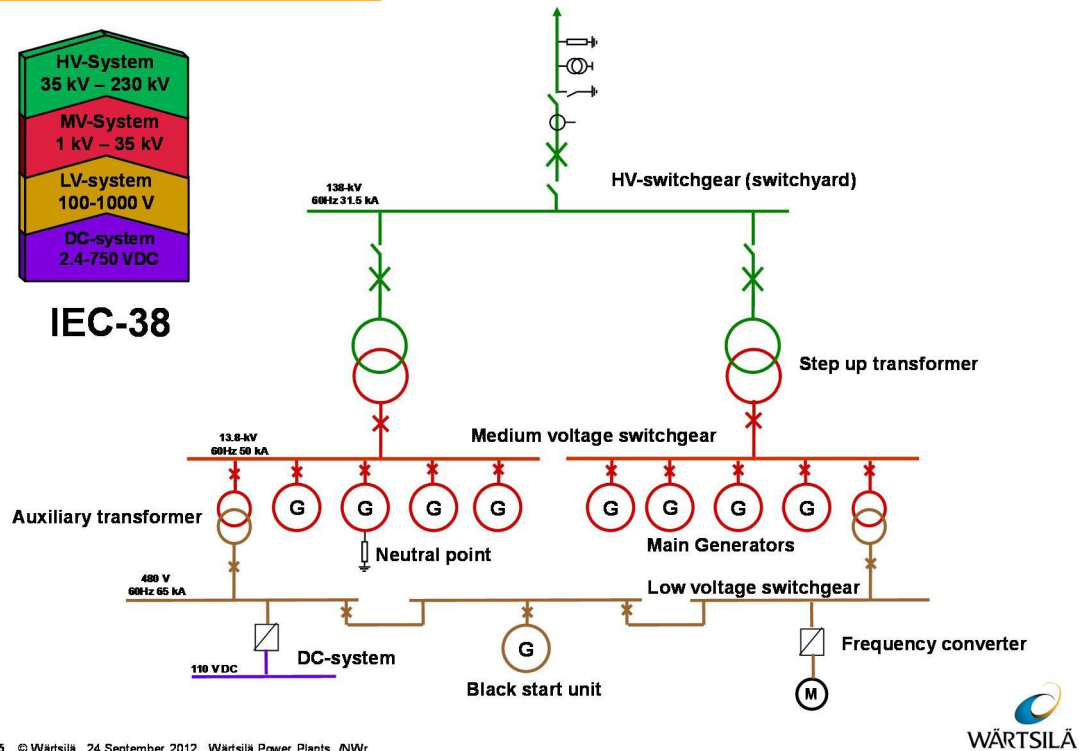 HV-System
35 kV – 230 kV
MV-System
1 kV – 35 kV
LV-system
100-1000 V
DC-system
2.4-750 VDC
IEC-38
138-kV
60Hz 31.5 kA
HV-switchgear (switchyard)
Step up transformer
13.8-kV
60Hz 50 kA
Medium voltage switchgear
G
G
G
G
G
G
G
G
Auxiliary transformer
Neutral point
Main Generators
480 V
60Hz 65 kA
Low voltage switchgear
G
Black start unit
DC-system
110 VDC
Frequency converter
M
WÄRTSILÄ
5 © Wärtsilä 24 September 2012 Wärtsilä Power Plants /NWr